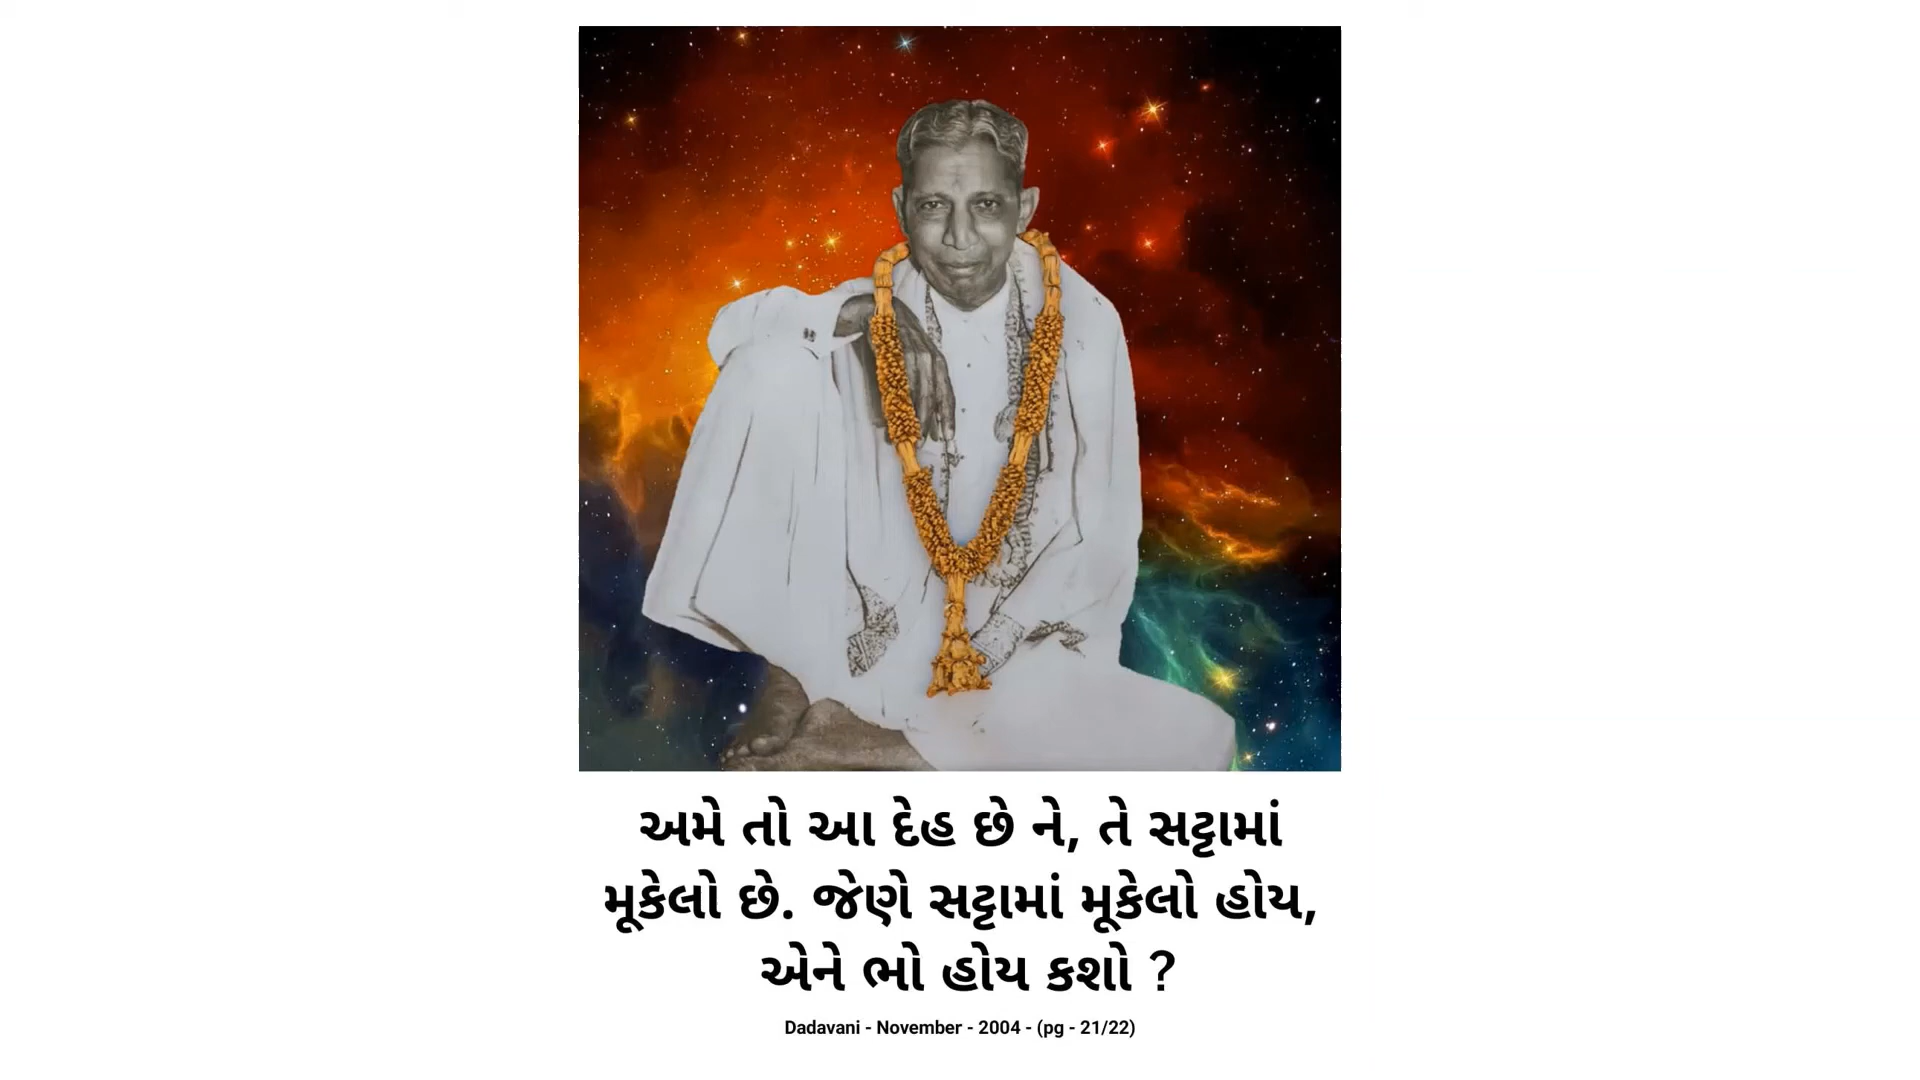 અમે તો આ દેહ છે ને, તે સટ્ટામાં
મૂકેલો છે. જેણે સટ્ટામાં મૂકેલો હોય,
એને ભો હોય કશો ?
Dadavani - November - 2004 - (pg - 21/22)